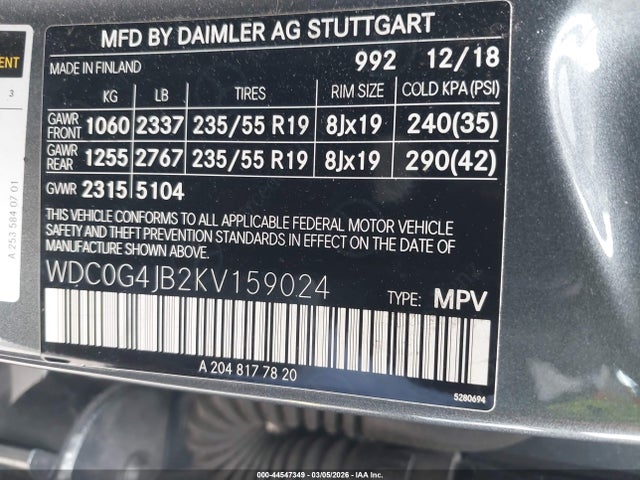 MFD BY DAIMLER AG STUTTGART
MADE IN FINLAND 992 12/18
KG LB TIRES RIM SIZE COLD KPA (PSI)
GAWR FRONT 1060 2337 235/55 R19 8Jx19 240(35)
GAWR REAR 1255 2767 235/55 R19 8Jx19 290(42)
GVWR 2315 5104
THIS VEHICLE CONFORMS TO ALL APPLICABLE FEDERAL MOTOR VEHICLE
SAFETY AND THEFT PREVENTION STANDARDS IN EFFECT ON THE DATE OF
MANUFACTURE SHOWN ABOVE.
WDC0G4JB2KV159024
TYPE: MPV
A 204 817 78 20
5280694
A 253 584 07 01
3
000-44547349 - 03/05/2026 - IAA Inc.